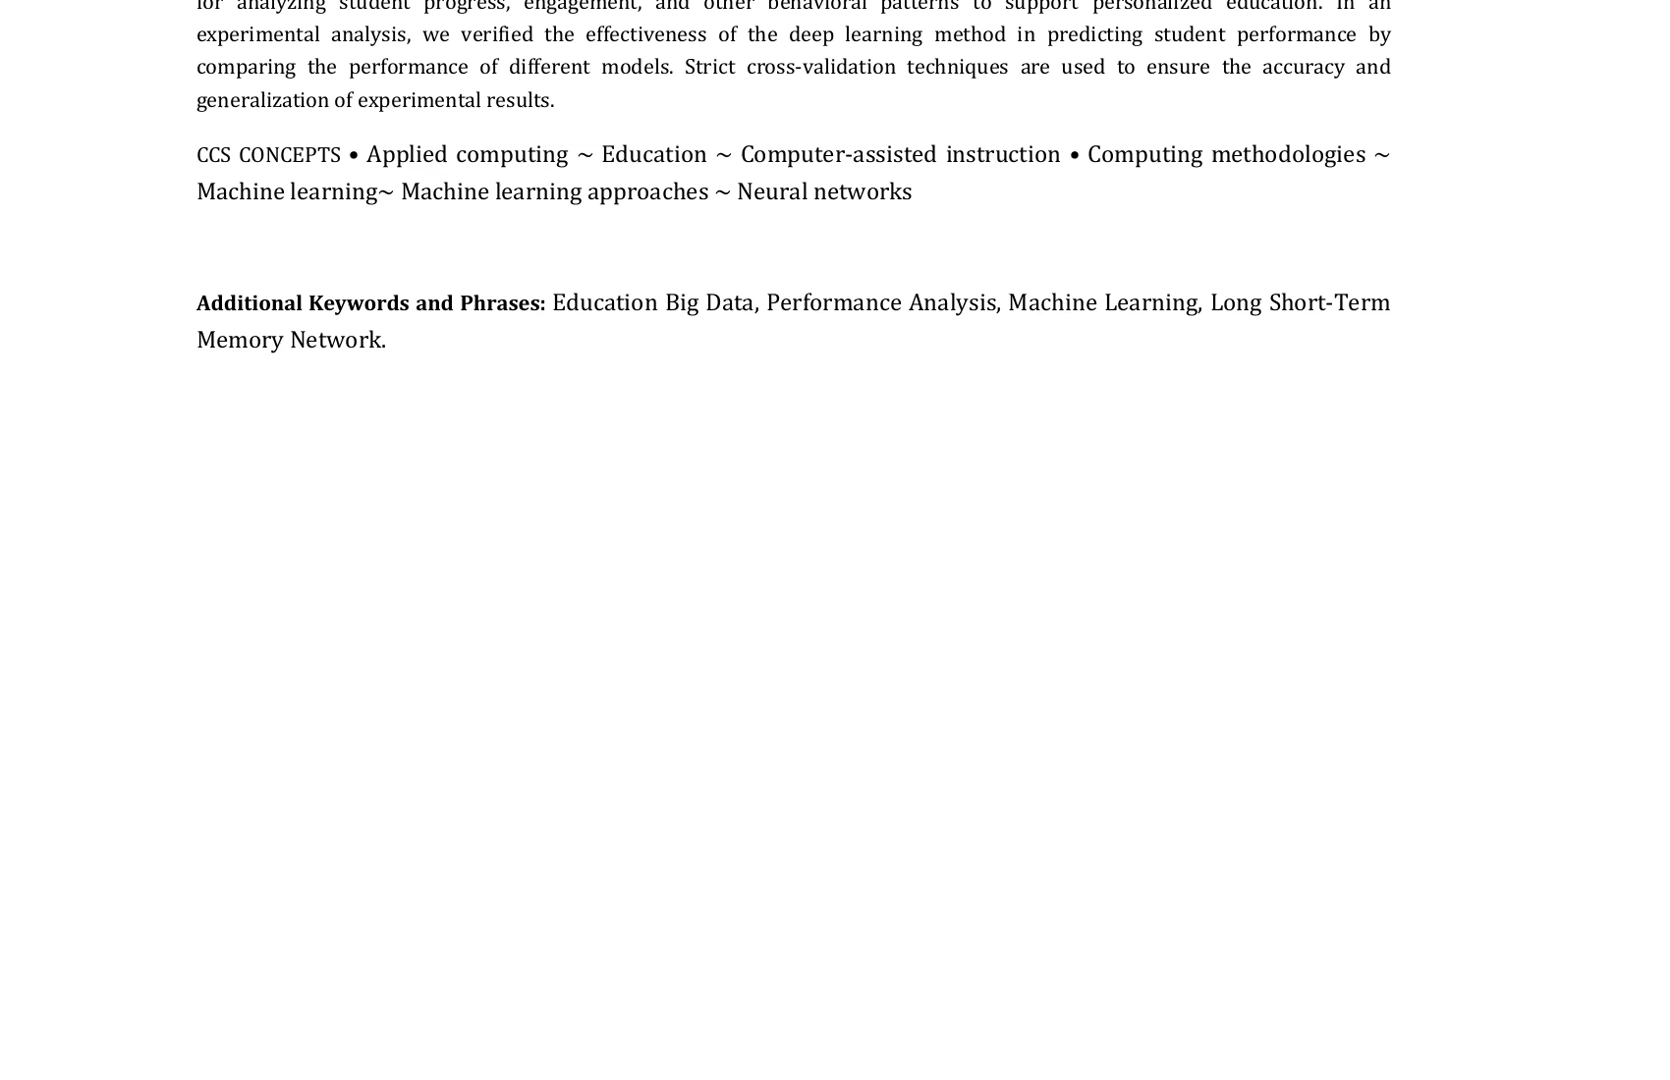 for analyzing student progress, engagement, and other behavioral patterns to support personalized education. In an
experimental analysis, we verified the effectiveness of the deep learning method in predicting student performance by
comparing the performance of different models. Strict cross-validation techniques are used to ensure the accuracy and
generalization of experimental results.
CCS CONCEPTS • Applied computing ~ Education ~ Computer-assisted instruction • Computing methodologies ~
Machine learning~ Machine learning approaches ~ Neural networks
Additional Keywords and Phrases: Education Big Data, Performance Analysis, Machine Learning, Long Short-Term
Memory Network.